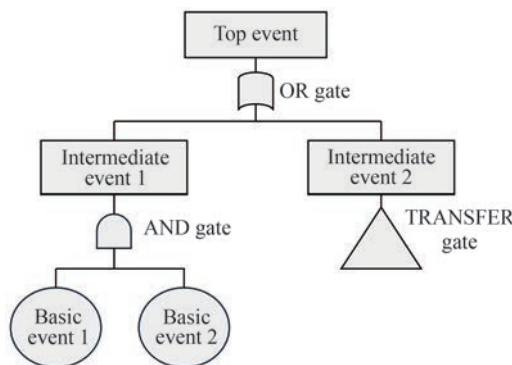 Top event
OR gate
Intermediate
event 1
Intermediate
event 2
AND gate
TRANSFER
gate
Basic
event 1
Basic
event 2